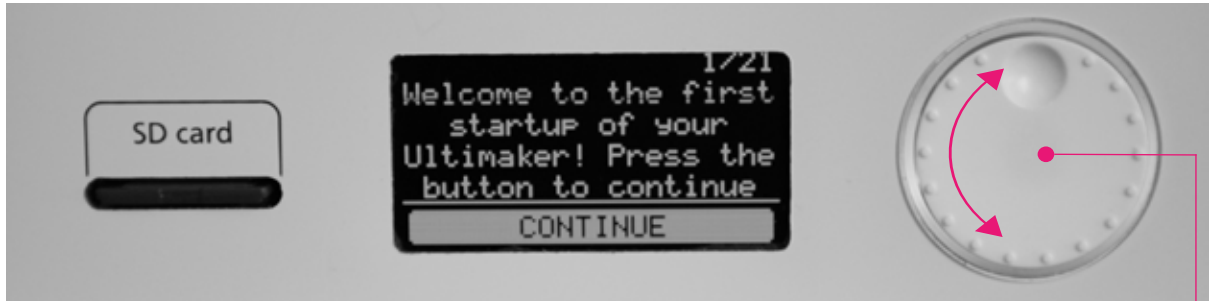 SD card
1/21
Welcome to the first
startup of your
Ultimaker! Press the
button to continue
CONTINUE